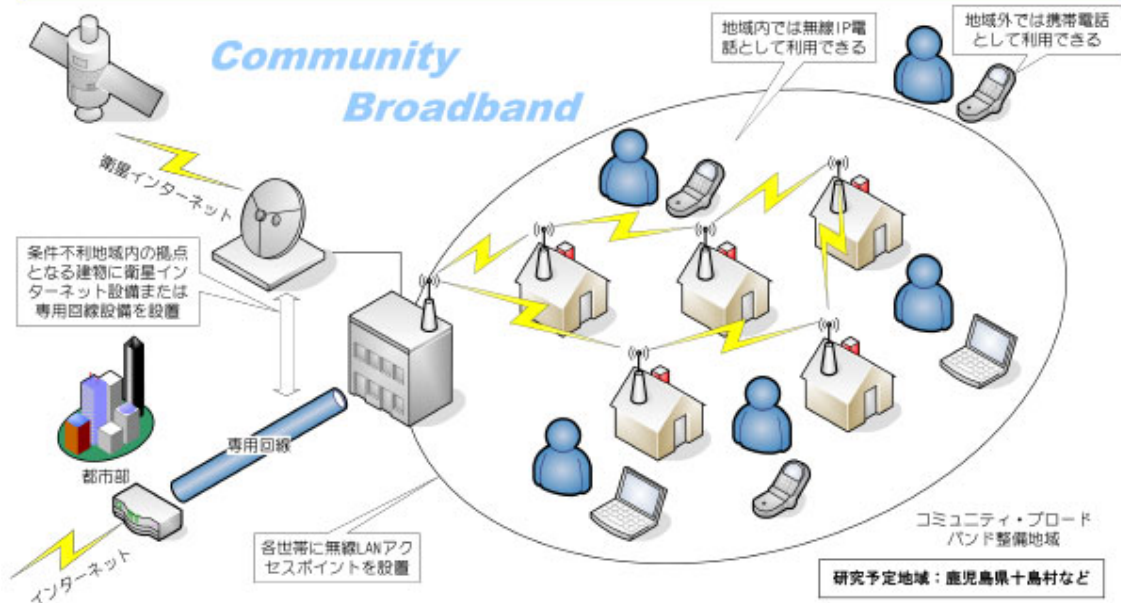 Community
Broadband
地域内では無線IP電
話として利用できる
地域外では携帯電話
として利用できる
衛星インターネット
条件不利地域内の拠点
となる建物に衛星イン
ターネット設備または
専用回線設備を設置
都市部
専用回線
インターネット
各世帯に無線LANアク
セスポイントを設置
コミュニティ・ブロード
バンド整備地域
研究予定地域：鹿児島県十島村など